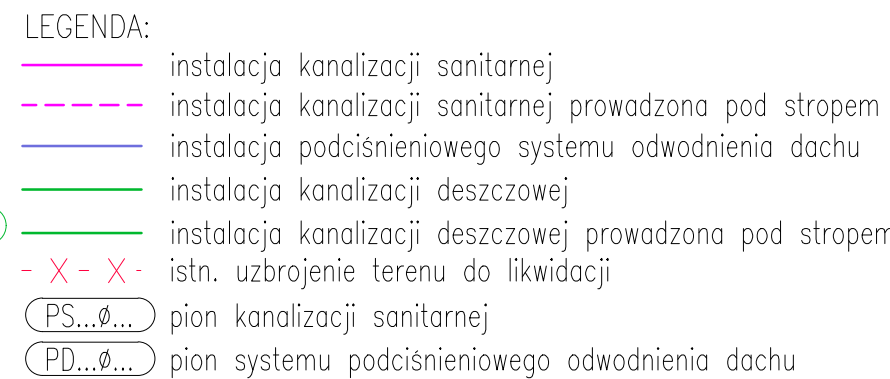 LEGENDA:
instalacja kanalizacji sanitarnej
instalacja kanalizacji sanitarnej prowadzona pod stropem
instalacja podciśnieniowego systemu odwodnienia dachu
instalacja kanalizacji deszczowej
instalacja kanalizacji deszczowej prowadzona pod stropem
- X - X - istn. uzbrojenie terenu do likwidacji
PS...ø... pion kanalizacji sanitarnej
PD...ø... pion systemu podciśnieniowego odwodnienia dachu